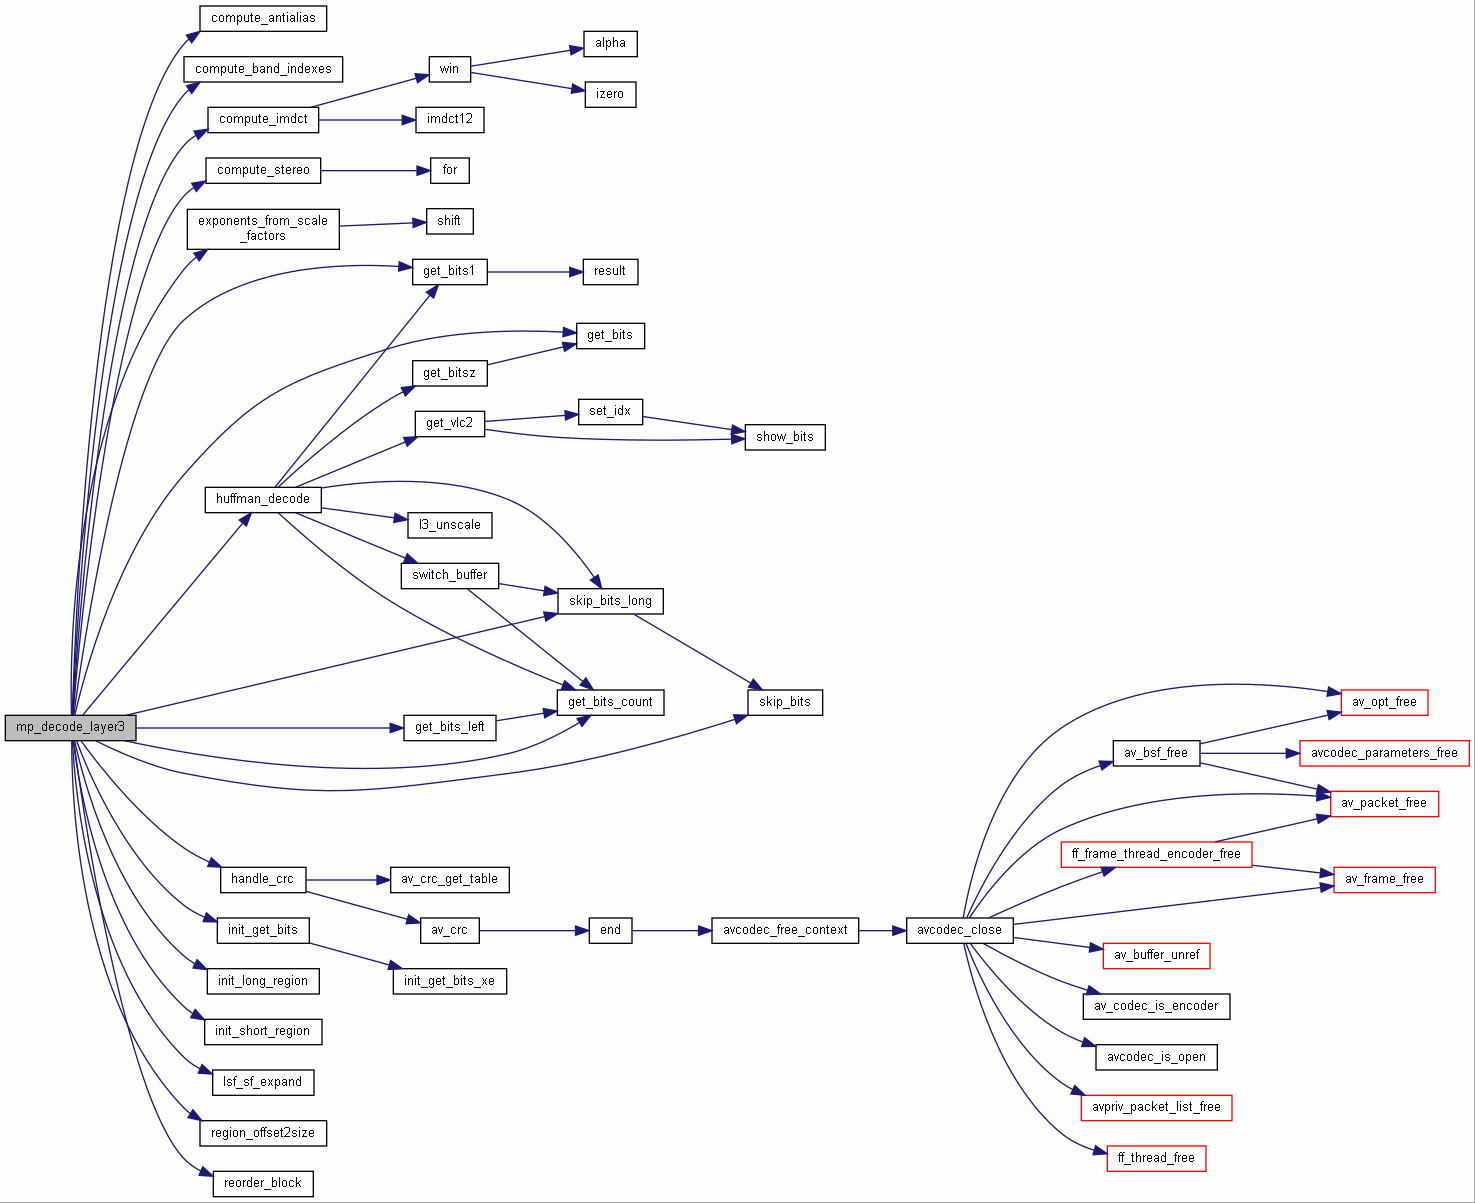 compute_antialias
alpha
compute_band_indexes
win
izero
compute_imdct
imdct12
compute_stereo
for
exponents_from_scale
_factors
shift
get_bits1
result
get_bits
get_bitsz
set_idx
get_vlc2
show_bits
huffman_decode
l3_unscale
switch_buffer
skip_bits_long
get_bits_count
skip_bits
av_opt_free
mp_decode_layer3
get_bits_left
av_bsf_free
avcodec_parameters_free
av_packet_free
ff_frame_thread_encoder_free
handle_crc
av_crc_get_table
av_frame_free
init_get_bits
av_crc
end
avcodec_free_context
avcodec_close
av_buffer_unref
init_long_region
init_get_bits_xe
av_codec_is_encoder
init_short_region
avcodec_is_open
lsf_sf_expand
avpriv_packet_list_free
region_offset2size
ff_thread_free
reorder_block